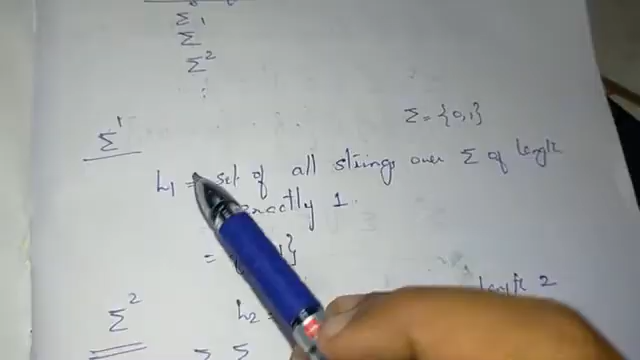 Σ¹
Σ²
:
Σ = {0,1}
Σ¹
L₁ = set of all strings over Σ of length
exactly 1.
= { 1}
Σ²
L₂ = length 2
Σ Σ